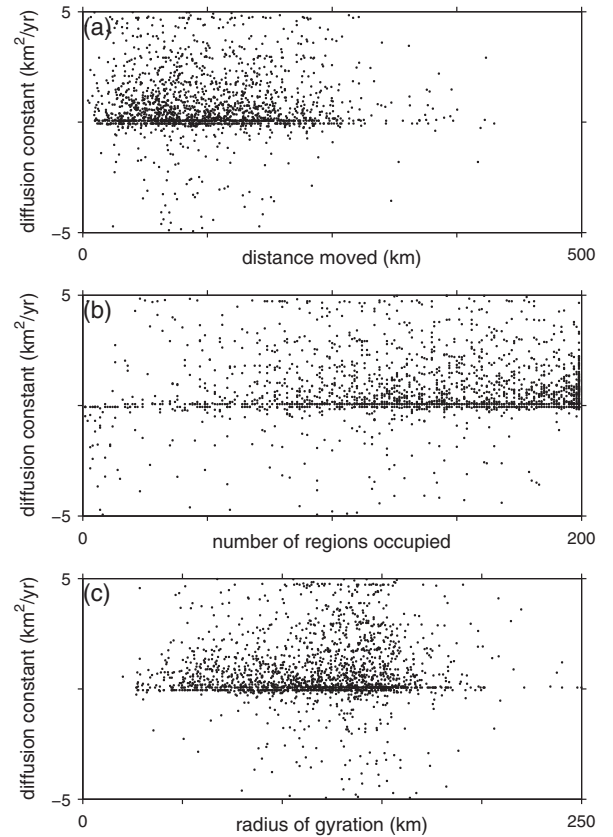 (a)
5
diffusion constant (km²/yr)
−5
0
distance moved (km)
500
(b)
5
diffusion constant (km²/yr)
−5
0
number of regions occupied
200
(c)
5
diffusion constant (km²/yr)
−5
0
radius of gyration (km)
250